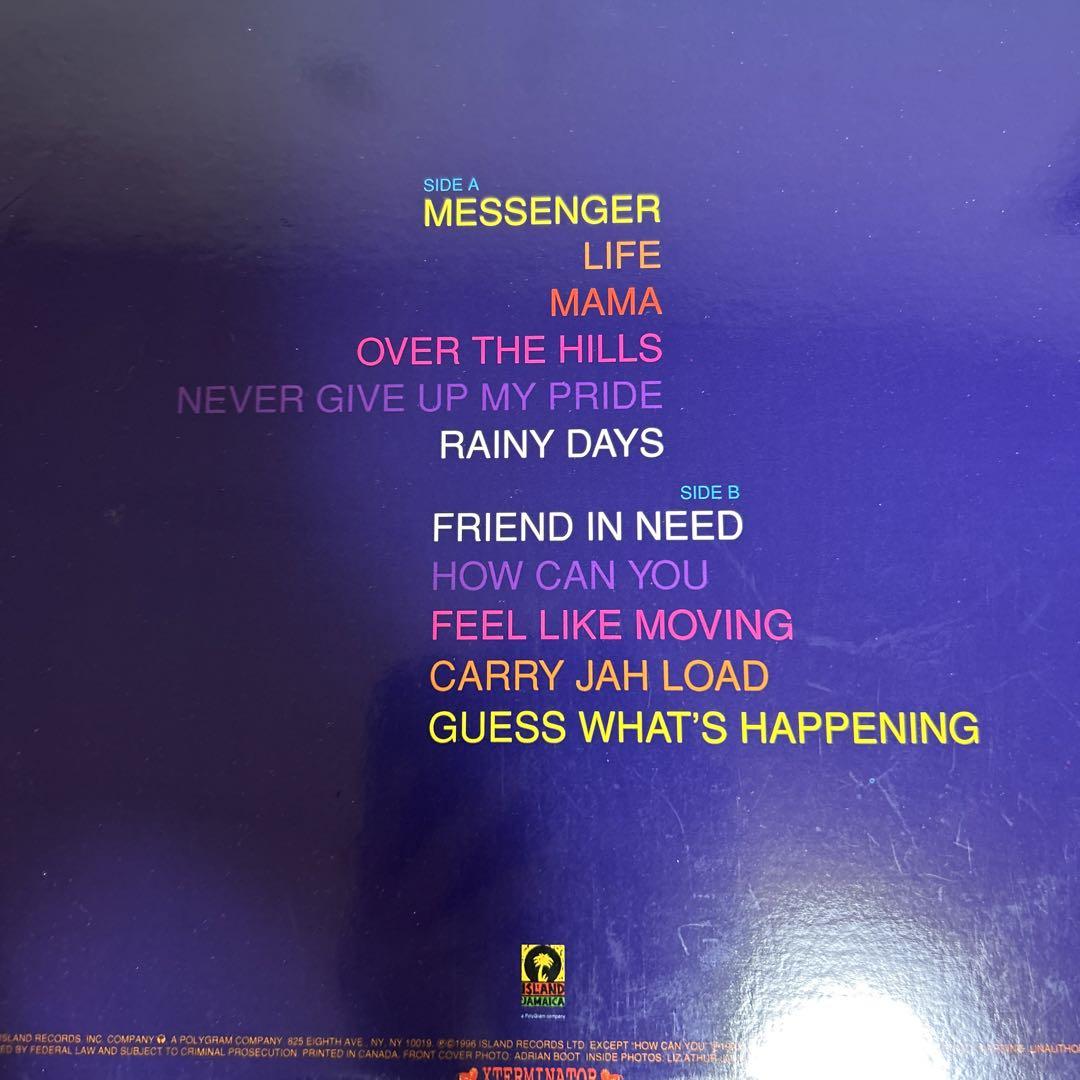 SIDE A
MESSENGER
LIFE
MAMA
OVER THE HILLS
NEVER GIVE UP MY PRIDE
RAINY DAYS
SIDE B
FRIEND IN NEED
HOW CAN YOU
FEEL LIKE MOVING
CARRY JAH LOAD
GUESS WHAT'S HAPPENING
ISLAND
JAMAICA
a PolyGram company
ISLAND RECORDS, INC. COMPANY A POLYGRAM COMPANY 825 EIGHTH AVE., NY, NY 10019. ℗©1996 ISLAND RECORDS LTD. EXCEPT "HOW CAN YOU"
BY FEDERAL LAW AND SUBJECT TO CRIMINAL PROSECUTION. PRINTED IN CANADA. FRONT COVER PHOTO: ADRIAN BOOT. INSIDE PHOTOS:
XTERMINATOR